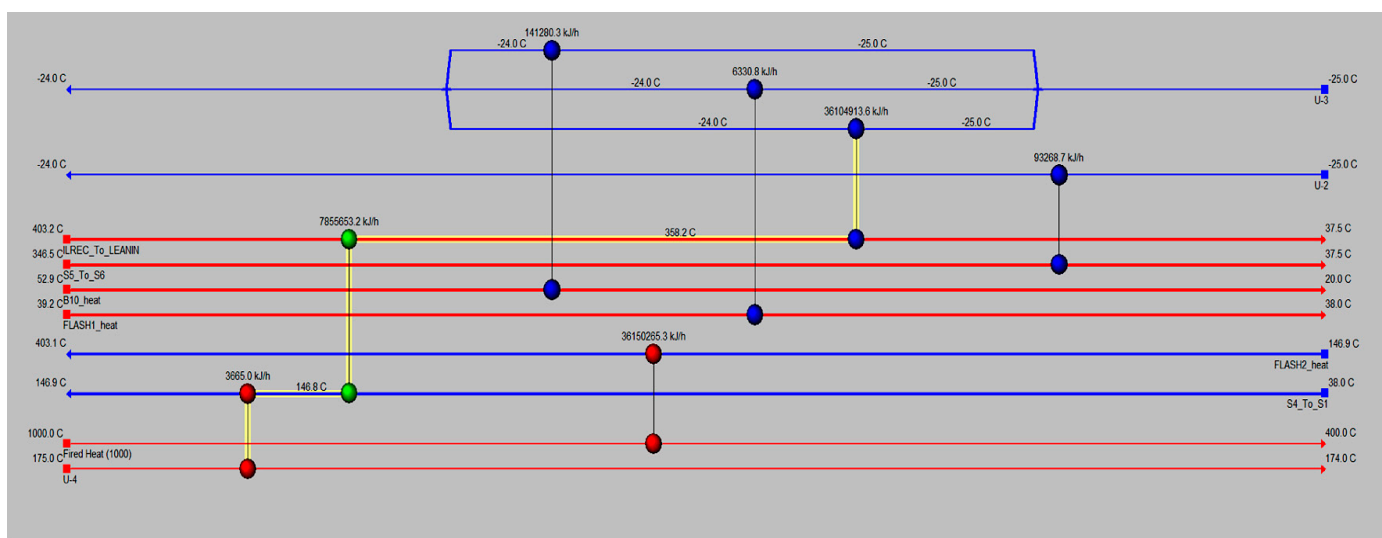 141280.3 kJ/h
-24.0 C
-25.0 C
6330.8 kJ/h
-24.0 C
-24.0 C
-25.0 C
-25.0 C
U-3
36104913.6 kJ/h
-24.0 C
-25.0 C
93268.7 kJ/h
-24.0 C
-25.0 C
U-2
7855653.2 kJ/h
403.2 C
358.2 C
37.5 C
ILREC_To_LEANIN
346.5 C
37.5 C
S5_To_S6
52.9 C
20.0 C
B10_heat
39.2 C
38.0 C
FLASH1_heat
36150265.3 kJ/h
403.1 C
146.9 C
FLASH2_heat
3665.0 kJ/h
146.9 C
146.8 C
38.0 C
S4_To_S1
1000.0 C
400.0 C
Fired Heat (1000)
175.0 C
174.0 C
U-4